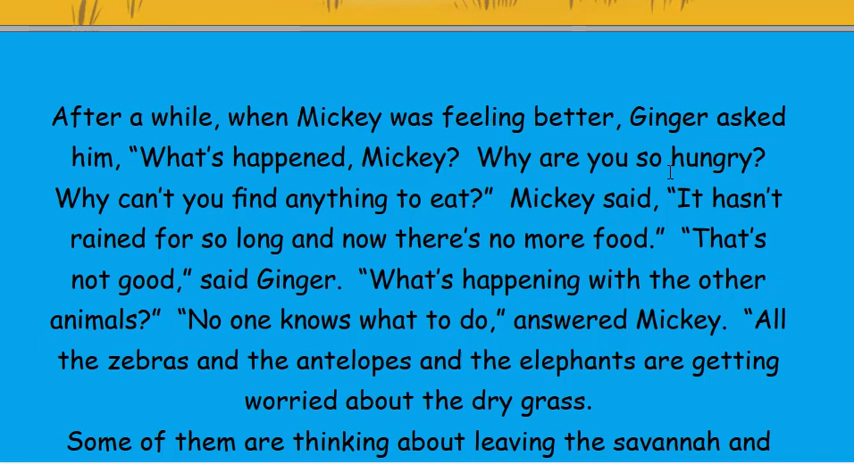 After a while, when Mickey was feeling better, Ginger asked
him, “What’s happened, Mickey?  Why are you so hungry?
Why can’t you find anything to eat?”  Mickey said, “It hasn’t
rained for so long and now there’s no more food.”  “That’s
not good,” said Ginger.  “What’s happening with the other
animals?”  “No one knows what to do,” answered Mickey.  “All
the zebras and the antelopes and the elephants are getting
worried about the dry grass.
Some of them are thinking about leaving the savannah and